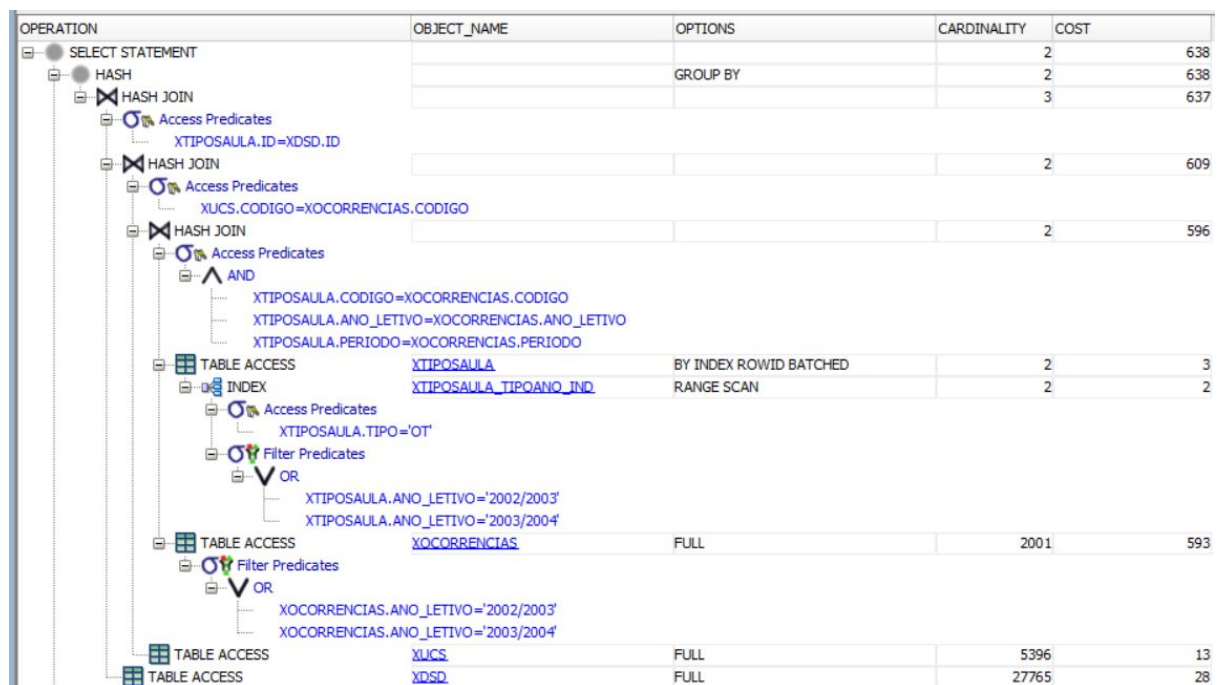 OPERATION OBJECT_NAME OPTIONS CARDINALITY COST
SELECT STATEMENT 2 638
HASH GROUP BY 2 638
HASH JOIN 3 637
Access Predicates
XTIPOSAULA.ID=XDSD.ID
HASH JOIN 2 609
Access Predicates
XUCS.CODIGO=XOCORRENCIAS.CODIGO
HASH JOIN 2 596
Access Predicates
AND
XTIPOSAULA.CODIGO=XOCORRENCIAS.CODIGO
XTIPOSAULA.ANO_LETIVO=XOCORRENCIAS.ANO_LETIVO
XTIPOSAULA.PERIODO=XOCORRENCIAS.PERIODO
TABLE ACCESS XTIPOSAULA BY INDEX ROWID BATCHED 2 3
INDEX XTIPOSAULA_TIPOANO_IND RANGE SCAN 2 2
Access Predicates
XTIPOSAULA.TIPO='OT'
Filter Predicates
OR
XTIPOSAULA.ANO_LETIVO='2002/2003'
XTIPOSAULA.ANO_LETIVO='2003/2004'
TABLE ACCESS XOCORRENCIAS FULL 2001 593
Filter Predicates
OR
XOCORRENCIAS.ANO_LETIVO='2002/2003'
XOCORRENCIAS.ANO_LETIVO='2003/2004'
TABLE ACCESS XUCS FULL 5396 13
TABLE ACCESS XDSD FULL 27765 28